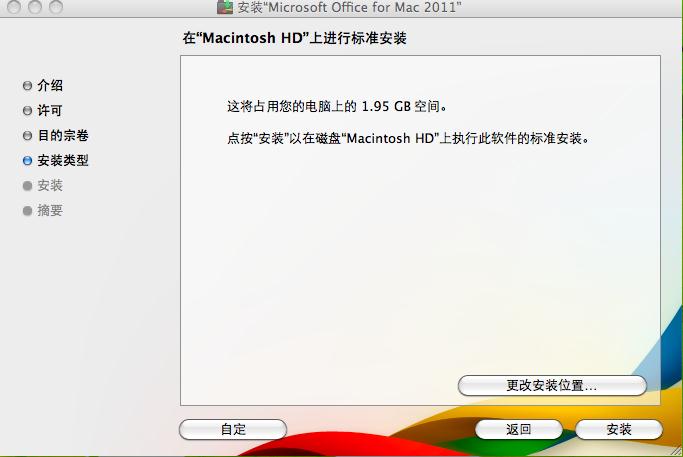 安装“Microsoft Office for Mac 2011”
在“Macintosh HD”上进行标准安装
介绍
许可
目的宗卷
安装类型
安装
摘要
这将占用您的电脑上的 1.95 GB 空间。
点按“安装”以在磁盘“Macintosh HD”上执行此软件的标准安装。
更改安装位置...
自定
返回
安装